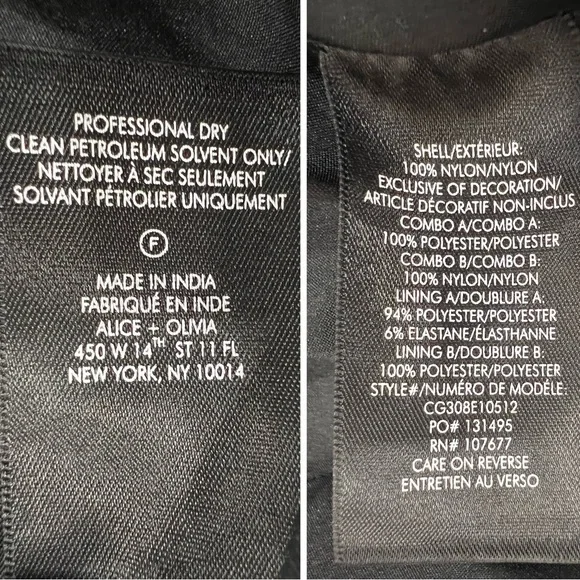 PROFESSIONAL DRY
CLEAN PETROLEUM SOLVENT ONLY/
NETTOYER À SEC SEULEMENT
SOLVANT PÉTROLIER UNIQUEMENT
F
MADE IN INDIA
FABRIQUÉ EN INDE
ALICE + OLIVIA
450 W 14TH ST 11 FL
NEW YORK, NY 10014
SHELL/EXTÉRIEUR:
100% NYLON/NYLON
EXCLUSIVE OF DECORATION/
ARTICLE DÉCORATIF NON-INCLUS
COMBO A/COMBO A:
100% POLYESTER/POLYESTER
COMBO B/COMBO B:
100% NYLON/NYLON
LINING A/DOUBLURE A:
94% POLYESTER/POLYESTER
6% ELASTANE/ÉLASTHANNE
LINING B/DOUBLURE B:
100% POLYESTER/POLYESTER
STYLE#/NUMÉRO DE MODÈLE:
CG308E10512
PO# 131495
RN# 107677
CARE ON REVERSE
ENTRETIEN AU VERSO